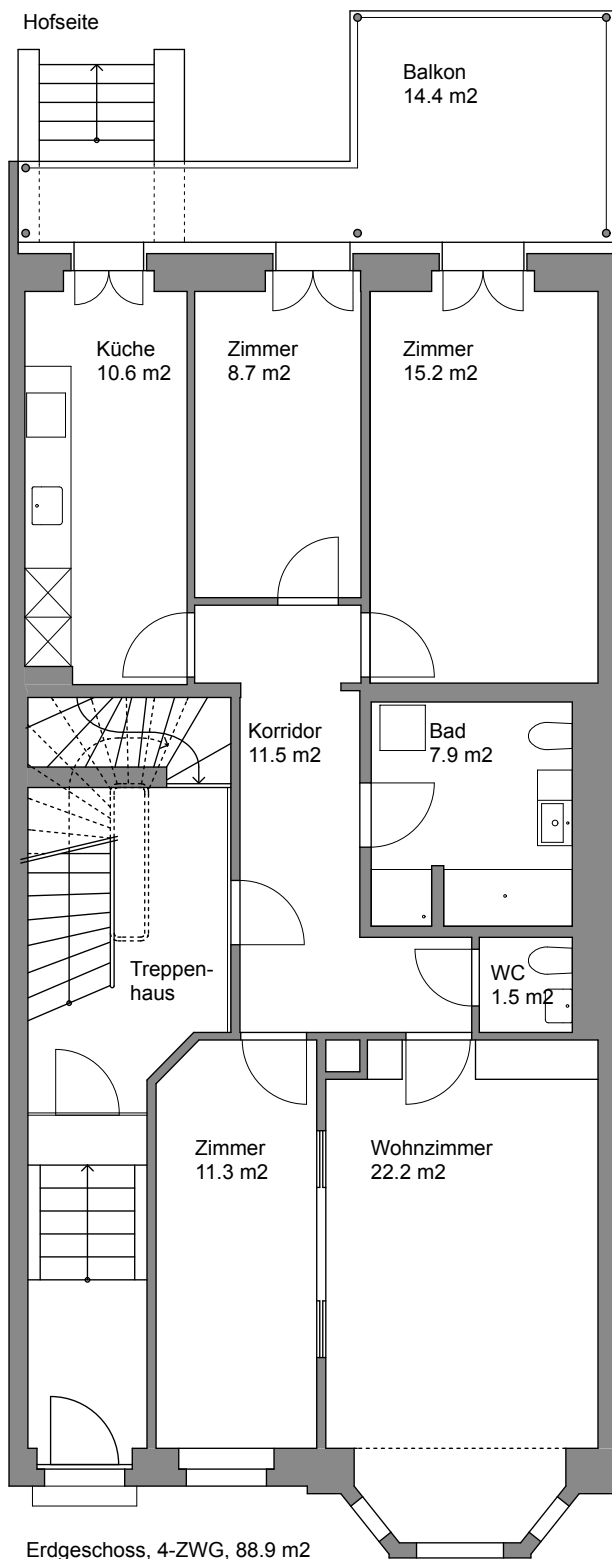 Hofseite
Balkon
14.4 m2
Küche
10.6 m2
Zimmer
8.7 m2
Zimmer
15.2 m2
Korridor
11.5 m2
Bad
7.9 m2
Treppen-
haus
WC
1.5 m2
Zimmer
11.3 m2
Wohnzimmer
22.2 m2
Erdgeschoss, 4-ZWG, 88.9 m2